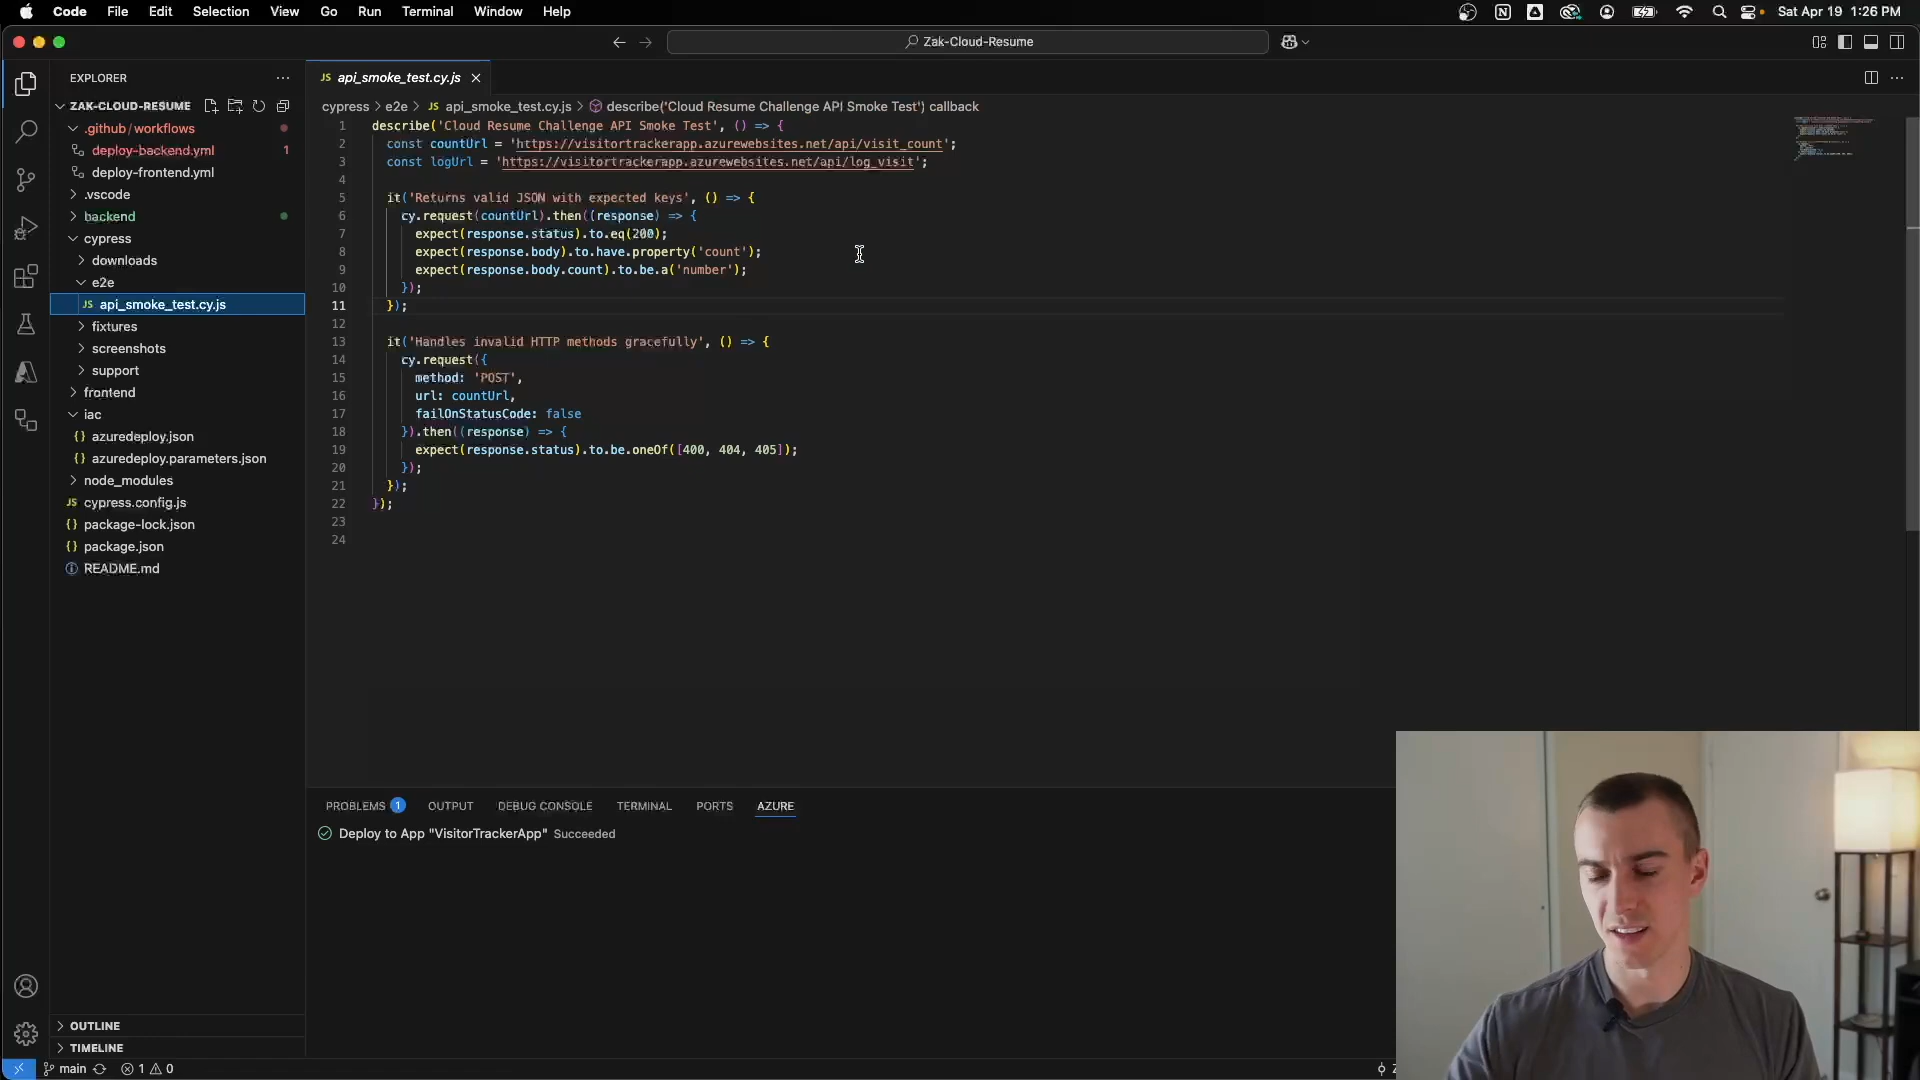 Code File Edit Selection View Go Run Terminal Window Help
Sat Apr 19 1:26 PM
Zak-Cloud-Resume
EXPLORER
ZAK-CLOUD-RESUME
.github/workflows
deploy-backend.yml 1
deploy-frontend.yml
.vscode
backend
cypress
downloads
e2e
JS api_smoke_test.cy.js
fixtures
screenshots
support
frontend
iac
{} azuredeploy.json
{} azuredeploy.parameters.json
node_modules
JS cypress.config.js
{} package-lock.json
{} package.json
README.md
OUTLINE
TIMELINE
JS api_smoke_test.cy.js
cypress > e2e > JS api_smoke_test.cy.js > describe('Cloud Resume Challenge API Smoke Test') callback
1 describe('Cloud Resume Challenge API Smoke Test', () => {
2 const countUrl = 'https://visitortrackerapp.azurewebsites.net/api/visit_count';
3 const logUrl = 'https://visitortrackerapp.azurewebsites.net/api/log_visit';
4
5 it('Returns valid JSON with expected keys', () => {
6 cy.request(countUrl).then((response) => {
7 expect(response.status).to.eq(200);
8 expect(response.body).to.have.property('count');
9 expect(response.body.count).to.be.a('number');
10 });
11 });
12
13 it('Handles invalid HTTP methods gracefully', () => {
14 cy.request({
15 method: 'POST',
16 url: countUrl,
17 failOnStatusCode: false
18 }).then((response) => {
19 expect(response.status).to.be.oneOf([400, 404, 405]);
20 });
21 });
22 });
23
24
PROBLEMS 1 OUTPUT DEBUG CONSOLE TERMINAL PORTS AZURE
Deploy to App "VisitorTrackerApp" Succeeded
main 1 0